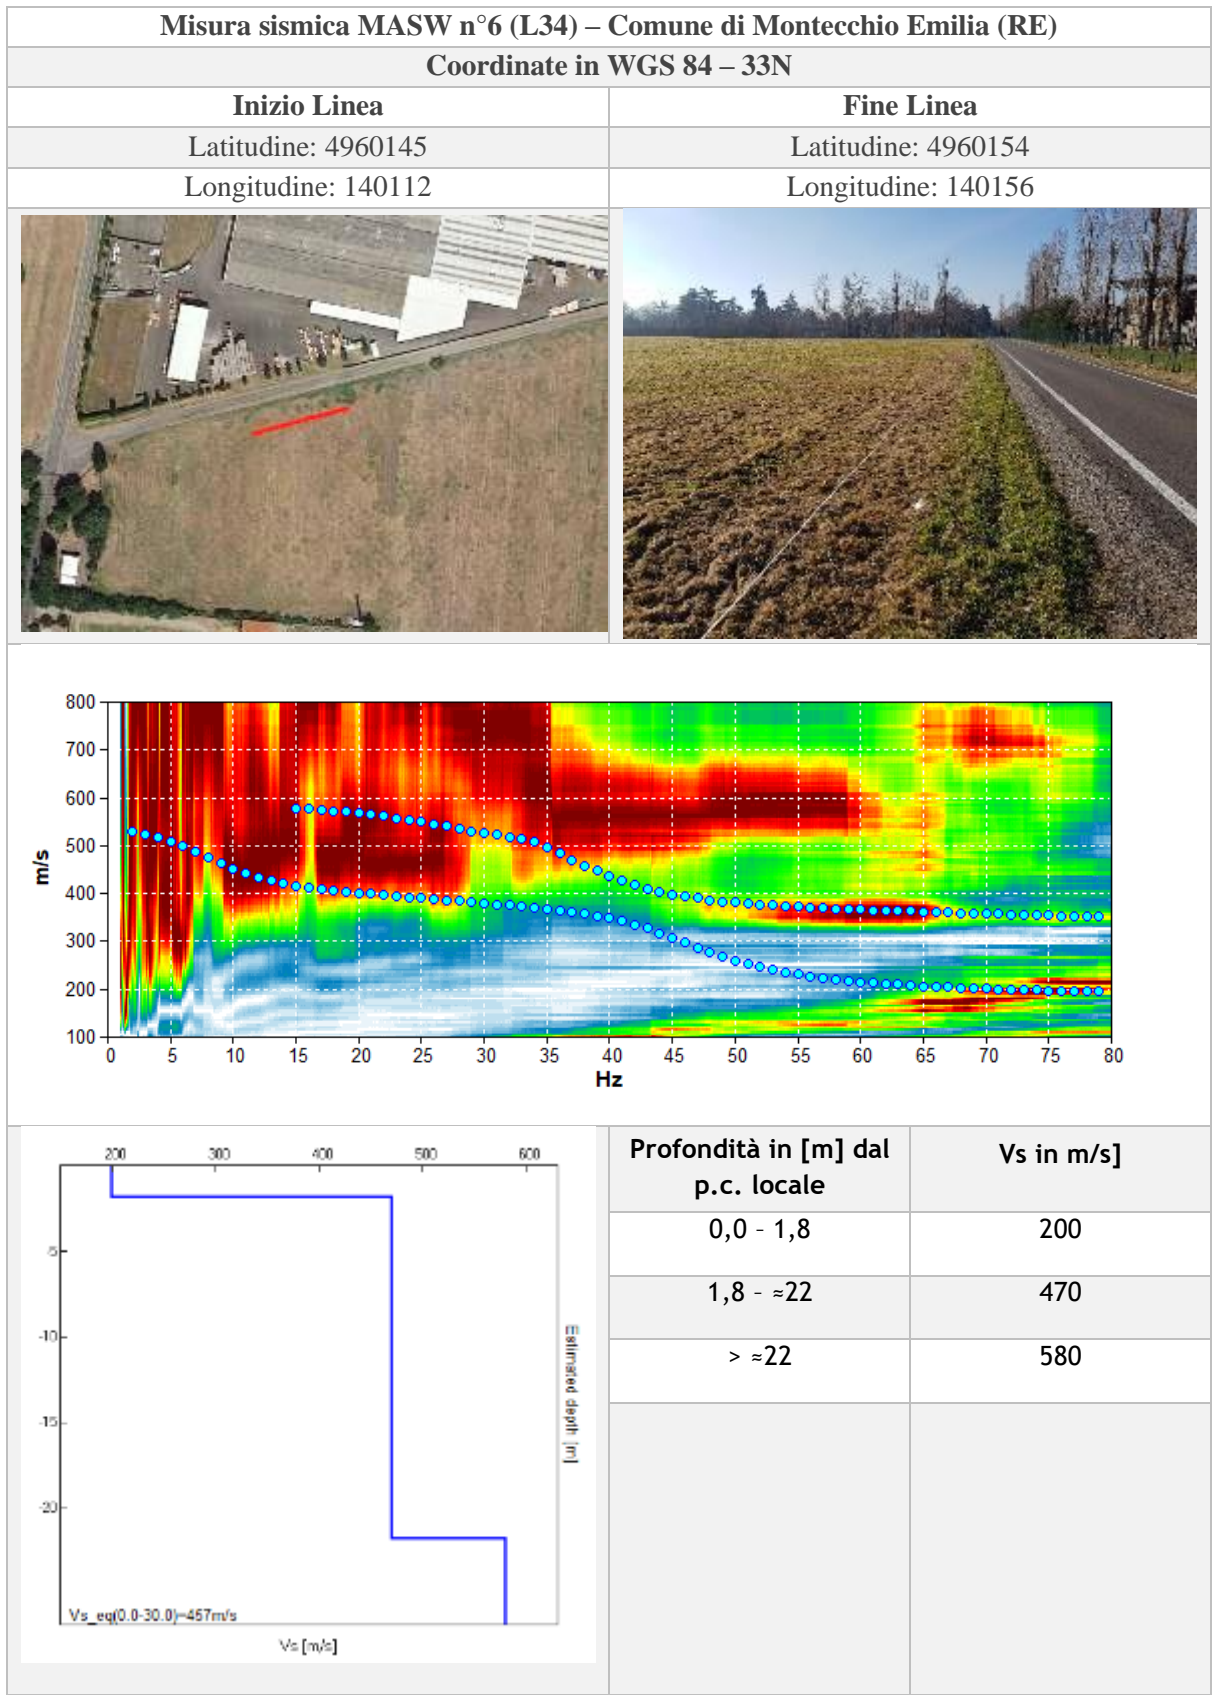 Misura sismica MASW n°6 (L34) – Comune di Montecchio Emilia (RE)
Coordinate in WGS 84 – 33N
Inizio Linea
Fine Linea
Latitudine: 4960145
Latitudine: 4960154
Longitudine: 140112
Longitudine: 140156
800
700
600
500
400
300
200
100
m/s
0 5 10 15 20 25 30 35 40 45 50 55 60 65 70 75 80
Hz
200 300 400 500 600
-5
-10
-15
-20
Estimated depth [m]
Vs_eq(0.0-30.0)=457m/s
Vs [m/s]
Profondità in [m] dal
p.c. locale
Vs in m/s]
0,0 – 1,8
200
1,8 – ≈22
470
> ≈22
580